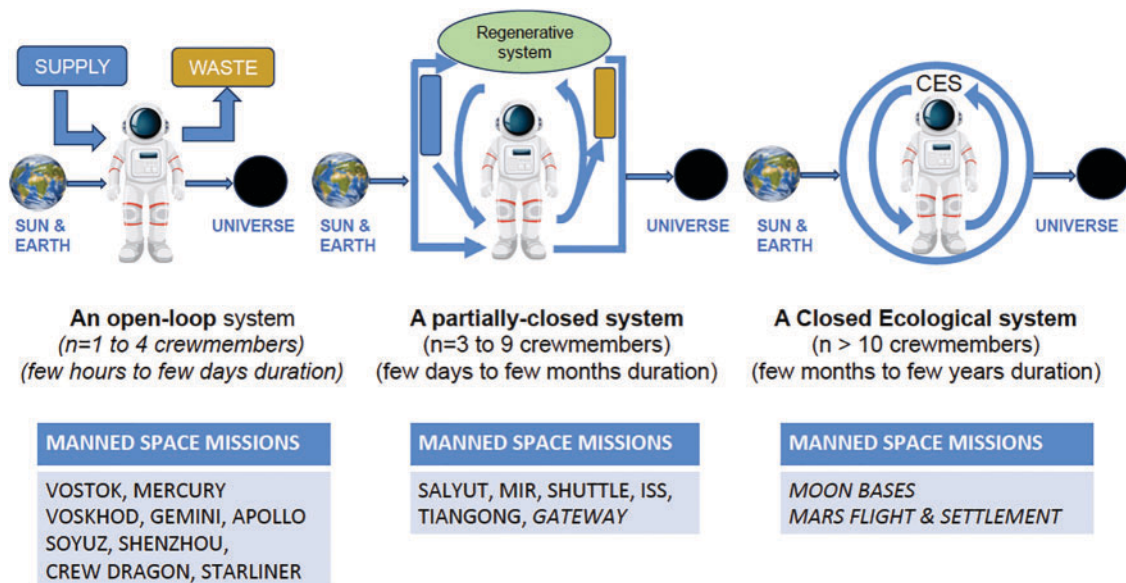 SUPPLY
WASTE
SUN &
EARTH
UNIVERSE
An open-loop system
(n=1 to 4 crewmembers)
(few hours to few days duration)
MANNED SPACE MISSIONS
VOSTOK, MERCURY
VOSKHOD, GEMINI, APOLLO
SOYUZ, SHENZHOU,
CREW DRAGON, STARLINER
Regenerative
system
SUN &
EARTH
UNIVERSE
A partially-closed system
(n=3 to 9 crewmembers)
(few days to few months duration)
MANNED SPACE MISSIONS
SALYUT, MIR, SHUTTLE, ISS,
TIANGONG, GATEWAY
CES
SUN &
EARTH
UNIVERSE
A Closed Ecological system
(n > 10 crewmembers)
(few months to few years duration)
MANNED SPACE MISSIONS
MOON BASES
MARS FLIGHT & SETTLEMENT